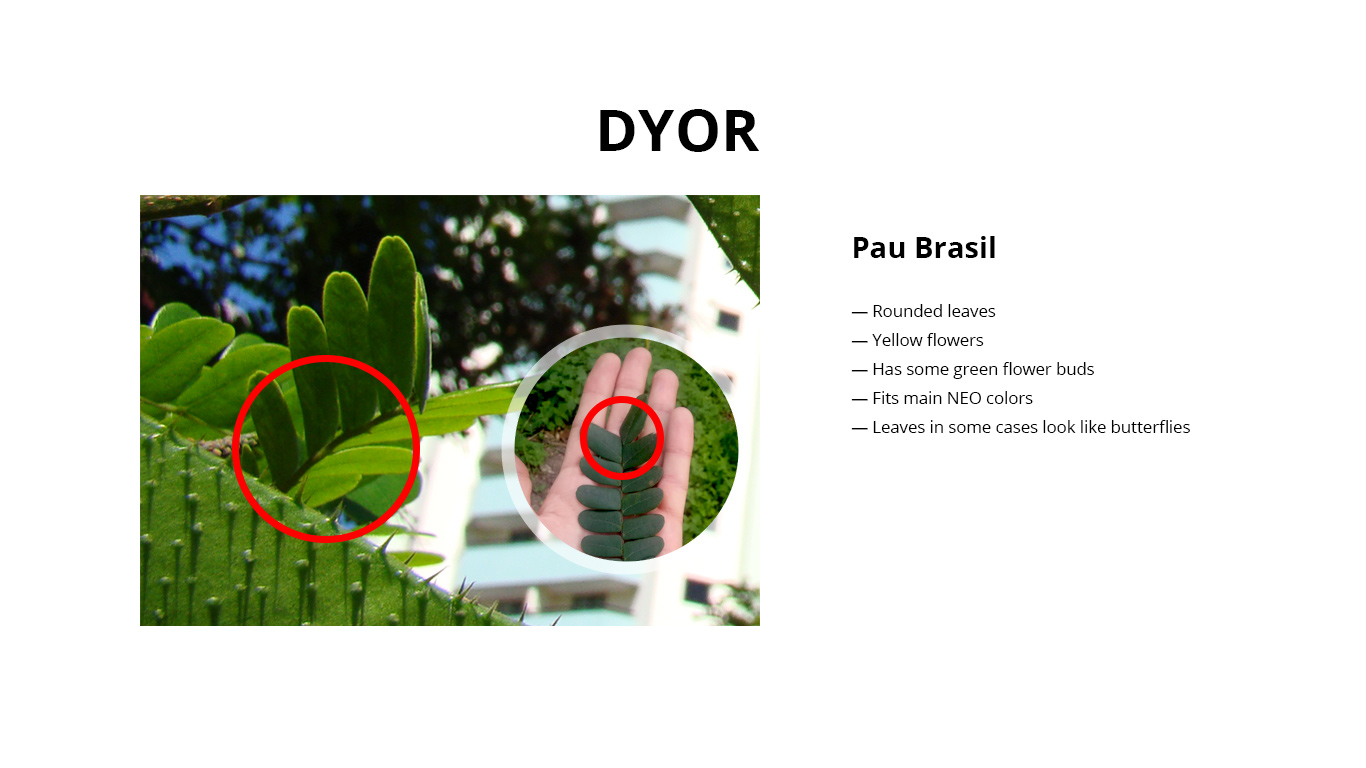 DYOR
Pau Brasil
— Rounded leaves
— Yellow flowers
— Has some green flower buds
— Fits main NEO colors
— Leaves in some cases look like butterflies